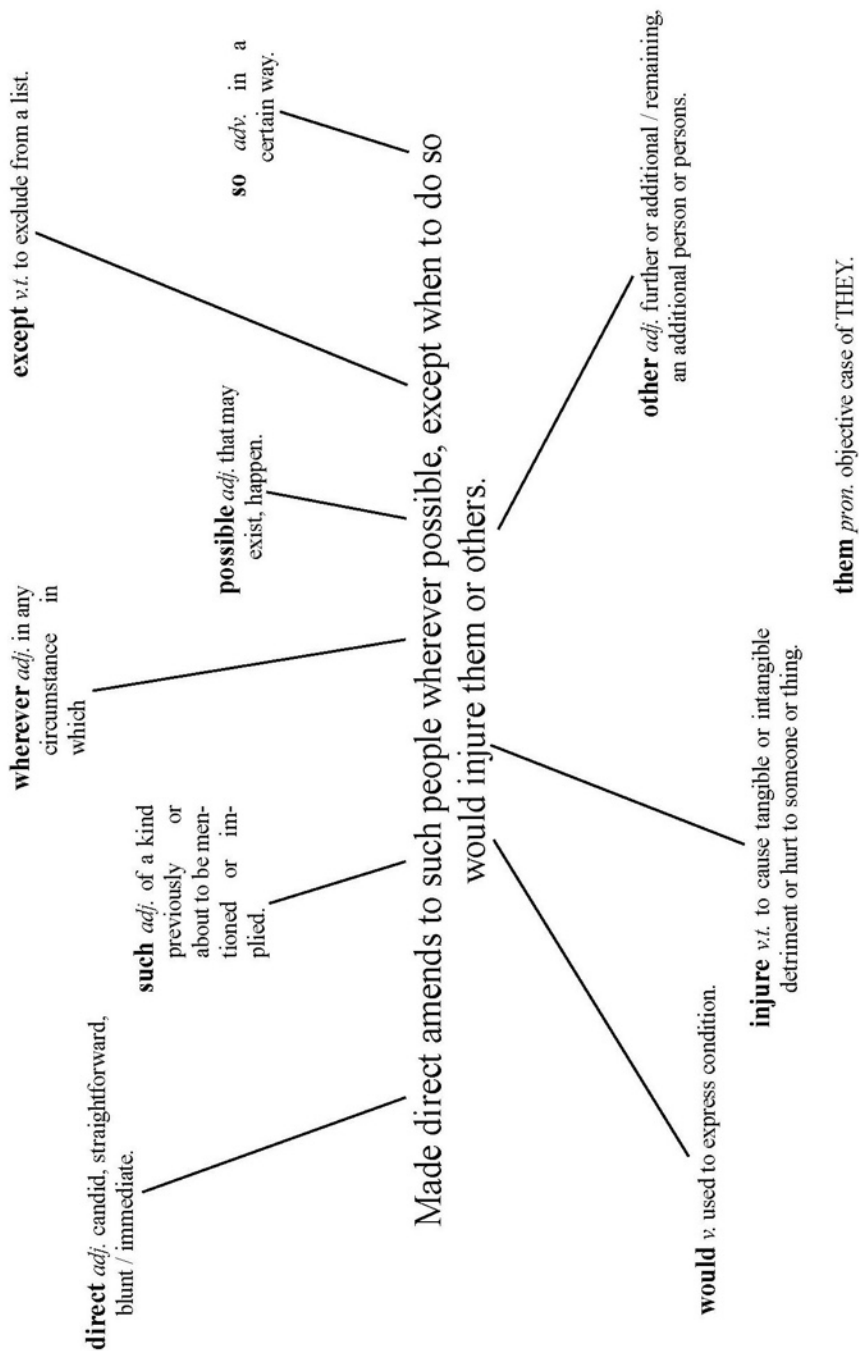 direct adj. candid, straightforward,
blunt / immediate.
such adj. of a kind
previously or
about to be men-
tioned or im-
plied.
wherever adj. in any
circumstance in
which
possible adj. that may
exist, happen.
except v.t. to exclude from a list.
so adv. in a
certain way.
Made direct amends to such people wherever possible, except when to do so
would injure them or others.
would v. used to express condition.
injure v.t. to cause tangible or intangible
detriment or hurt to someone or thing.
other adj. further or additional / remaining,
an additional person or persons.
them pron. objective case of THEY.